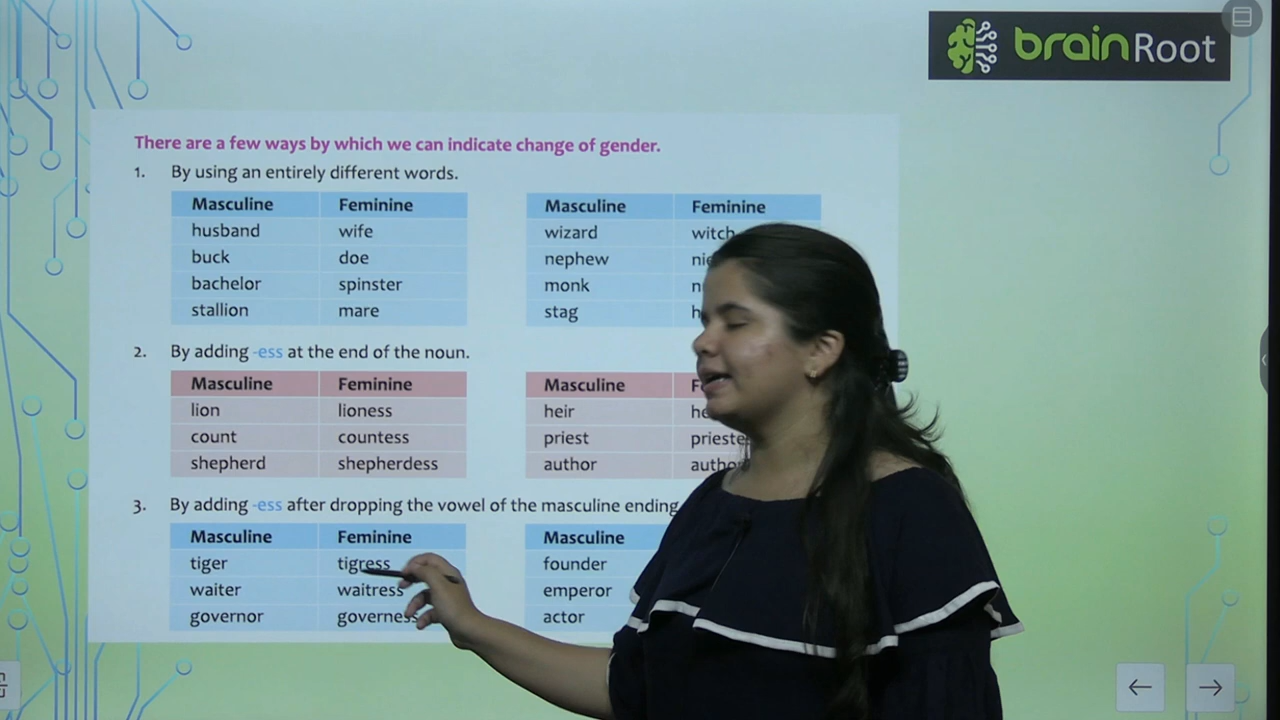 brainRoot
There are a few ways by which we can indicate change of gender.
1. By using an entirely different words.
Masculine Feminine
husband wife
buck doe
bachelor spinster
stallion mare
Masculine Feminine
wizard witch
nephew
monk
stag
2. By adding -ess at the end of the noun.
Masculine Feminine
lion lioness
count countess
shepherd shepherdess
Masculine
heir
priest
author
3. By adding -ess after dropping the vowel of the masculine ending
Masculine Feminine
tiger tigress
waiter waitress
governor governess
Masculine
founder
emperor
actor